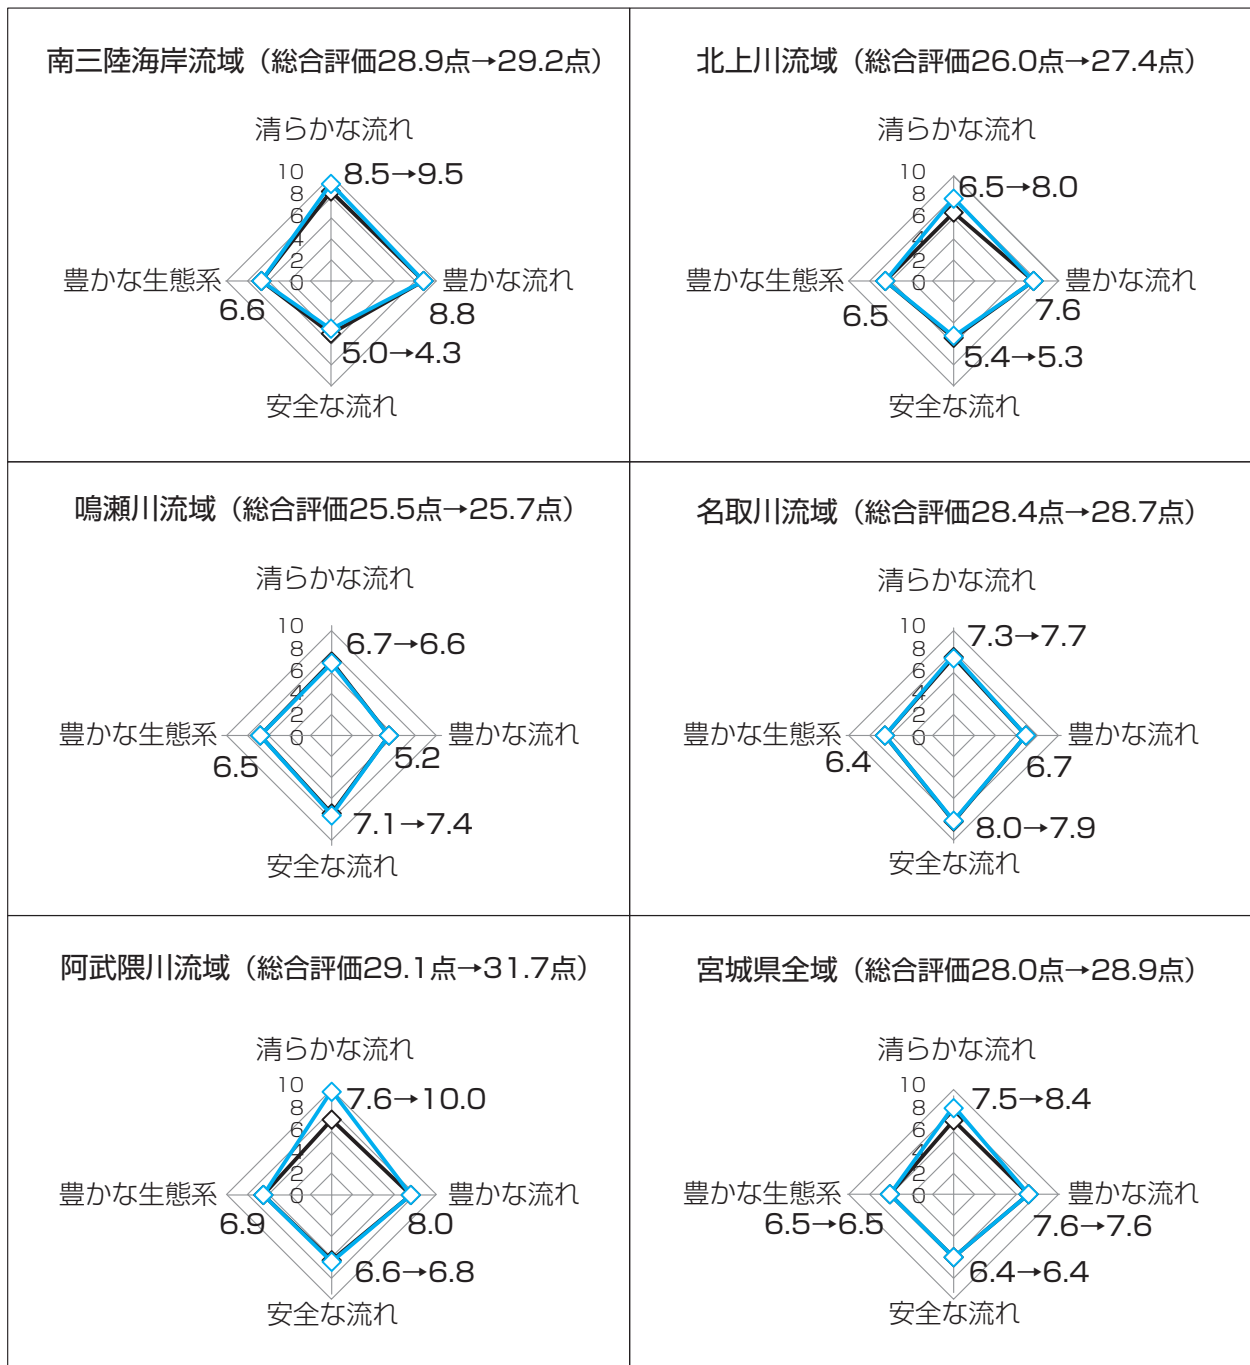 南三陸海岸流域（総合評価28.9点→29.2点）
清らかな流れ
10
8
6
4
2
0
8.5→9.5
豊かな生態系
豊かな流れ
6.6
8.8
5.0→4.3
安全な流れ
北上川流域（総合評価26.0点→27.4点）
清らかな流れ
10
8
6
4
2
0
6.5→8.0
豊かな生態系
豊かな流れ
6.5
7.6
5.4→5.3
安全な流れ
鳴瀬川流域（総合評価25.5点→25.7点）
清らかな流れ
10
8
6
4
2
0
6.7→6.6
豊かな生態系
豊かな流れ
6.5
5.2
7.1→7.4
安全な流れ
名取川流域（総合評価28.4点→28.7点）
清らかな流れ
10
8
6
4
2
0
7.3→7.7
豊かな生態系
豊かな流れ
6.4
6.7
8.0→7.9
安全な流れ
阿武隈川流域（総合評価29.1点→31.7点）
清らかな流れ
10
8
6
4
2
0
7.6→10.0
豊かな生態系
豊かな流れ
6.9
8.0
6.6→6.8
安全な流れ
宮城県全域（総合評価28.0点→28.9点）
清らかな流れ
10
8
6
4
2
0
7.5→8.4
豊かな生態系
豊かな流れ
6.5→6.5
7.6→7.6
6.4→6.4
安全な流れ